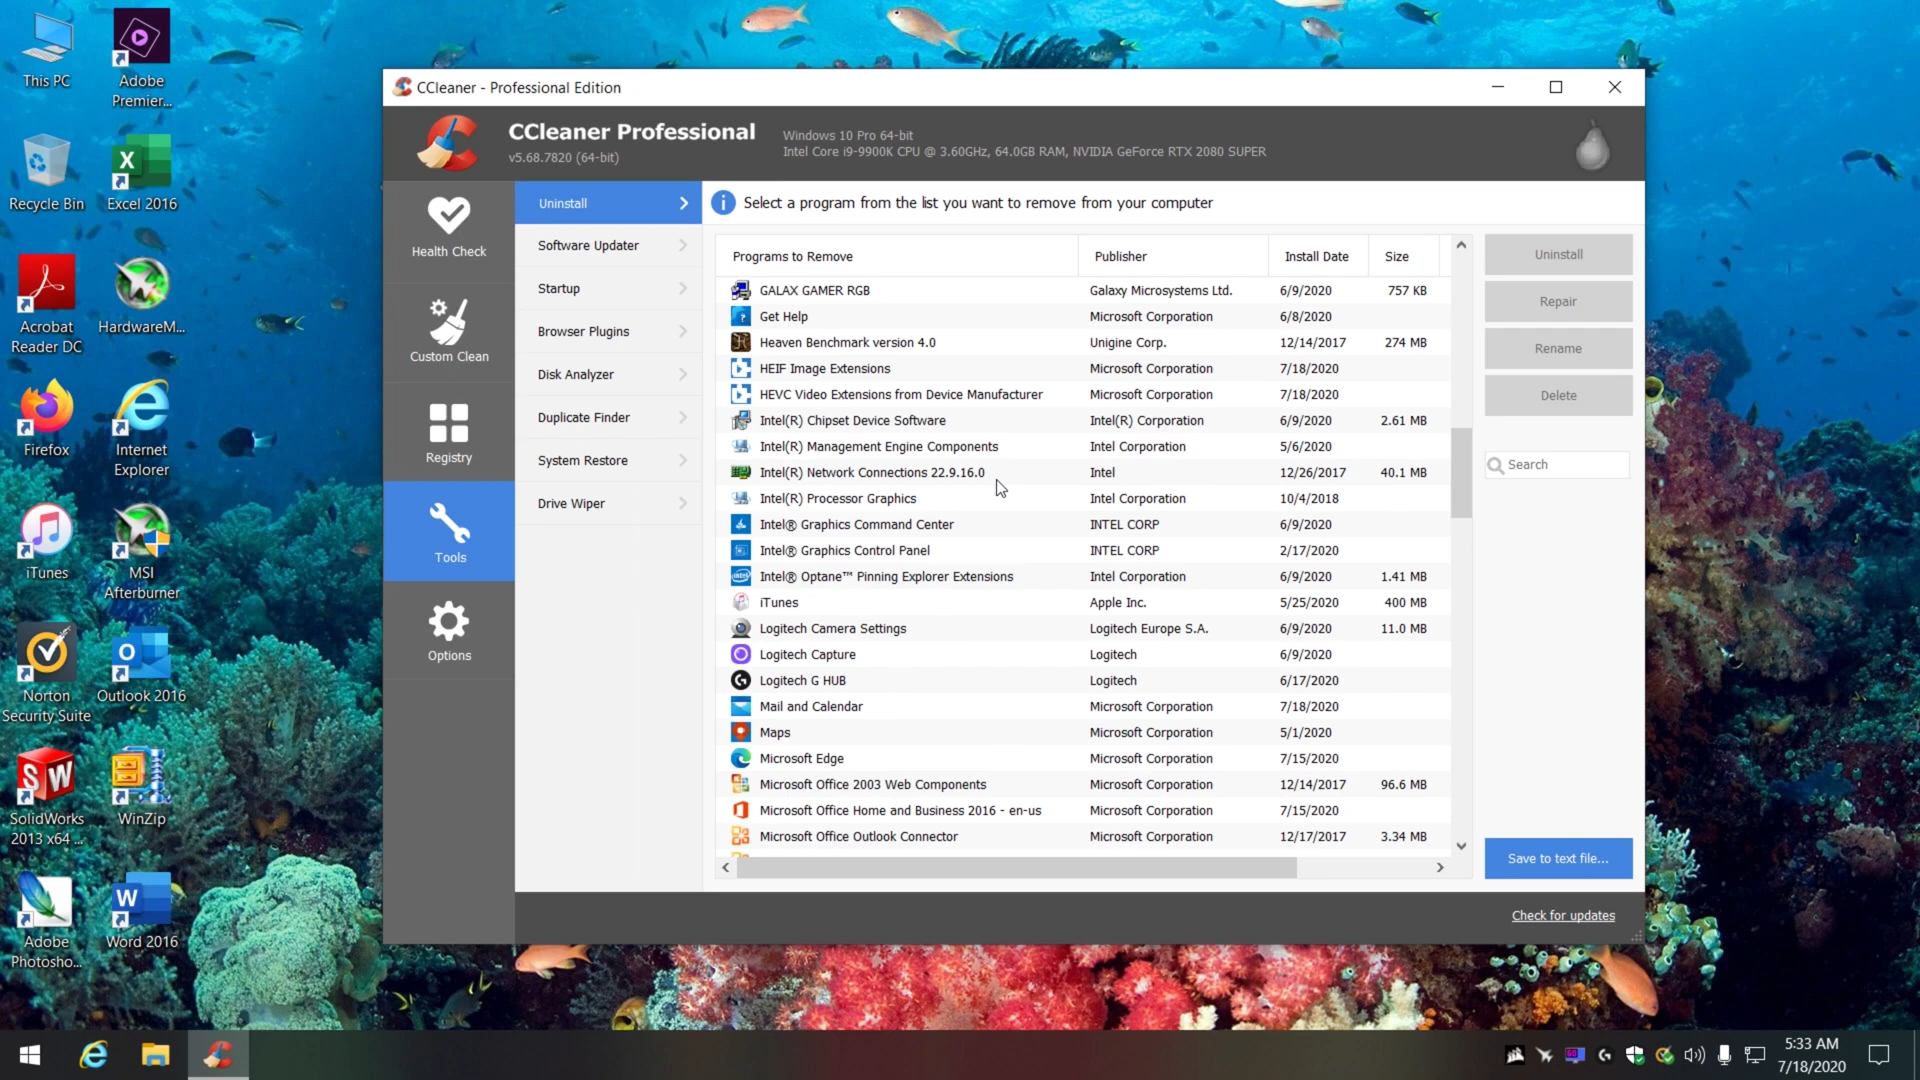 This PC
Adobe
Premier...
Recycle Bin
Excel 2016
Acrobat
Reader DC
HardwareM...
Firefox
Internet
Explorer
iTunes
MSI
Afterburner
Norton
Security Suite
Outlook 2016
SolidWorks
2013 x64 ...
WinZip
Adobe
Photosho...
Word 2016
CCleaner - Professional Edition
CCleaner Professional
v5.68.7820 (64-bit)
Windows 10 Pro 64-bit
Intel Core i9-9900K CPU @ 3.60GHz, 64.0GB RAM, NVIDIA GeForce RTX 2080 SUPER
Health Check
Custom Clean
Registry
Tools
Options
Uninstall
Software Updater
Startup
Browser Plugins
Disk Analyzer
Duplicate Finder
System Restore
Drive Wiper
Select a program from the list you want to remove from your computer
Programs to Remove Publisher Install Date Size
GALAX GAMER RGB Galaxy Microsystems Ltd. 6/9/2020 757 KB
Get Help Microsoft Corporation 6/8/2020
Heaven Benchmark version 4.0 Unigine Corp. 12/14/2017 274 MB
HEIF Image Extensions Microsoft Corporation 7/18/2020
HEVC Video Extensions from Device Manufacturer Microsoft Corporation 7/18/2020
Intel(R) Chipset Device Software Intel(R) Corporation 6/9/2020 2.61 MB
Intel(R) Management Engine Components Intel Corporation 5/6/2020
Intel(R) Network Connections 22.9.16.0 Intel 12/26/2017 40.1 MB
Intel(R) Processor Graphics Intel Corporation 10/4/2018
Intel® Graphics Command Center INTEL CORP 6/9/2020
Intel® Graphics Control Panel INTEL CORP 2/17/2020
Intel® Optane™ Pinning Explorer Extensions Intel Corporation 6/9/2020 1.41 MB
iTunes Apple Inc. 5/25/2020 400 MB
Logitech Camera Settings Logitech Europe S.A. 6/9/2020 11.0 MB
Logitech Capture Logitech 6/9/2020
Logitech G HUB Logitech 6/17/2020
Mail and Calendar Microsoft Corporation 7/18/2020
Maps Microsoft Corporation 5/1/2020
Microsoft Edge Microsoft Corporation 7/15/2020
Microsoft Office 2003 Web Components Microsoft Corporation 12/14/2017 96.6 MB
Microsoft Office Home and Business 2016 - en-us Microsoft Corporation 7/15/2020
Microsoft Office Outlook Connector Microsoft Corporation 12/17/2017 3.34 MB
Uninstall
Repair
Rename
Delete
Search
Save to text file...
Check for updates
5:33 AM
7/18/2020